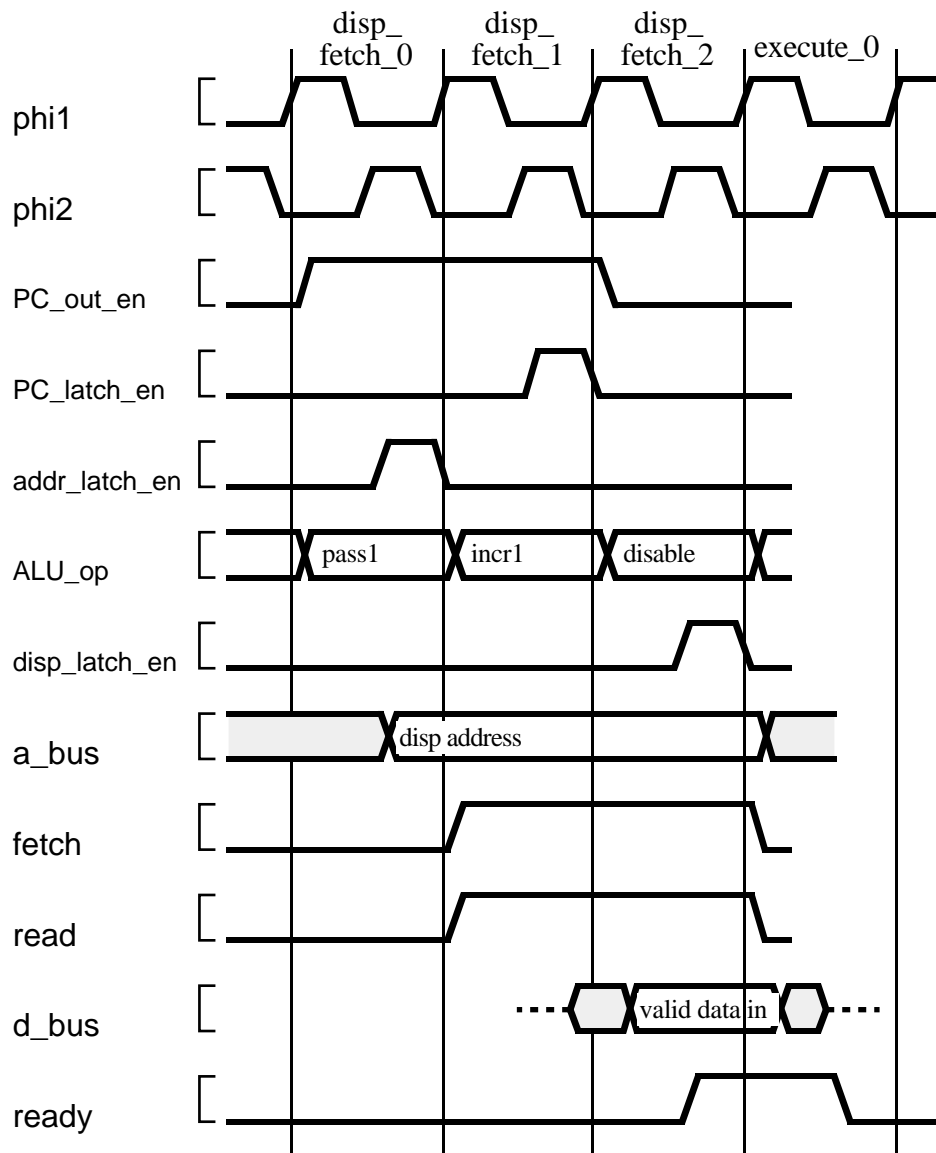 disp_
fetch_0
disp_
fetch_1
disp_
fetch_2
execute_0
phi1
phi2
PC_out_en
PC_latch_en
addr_latch_en
ALU_op
pass1
incr1
disable
disp_latch_en
a_bus
disp address
fetch
read
d_bus
valid data in
ready